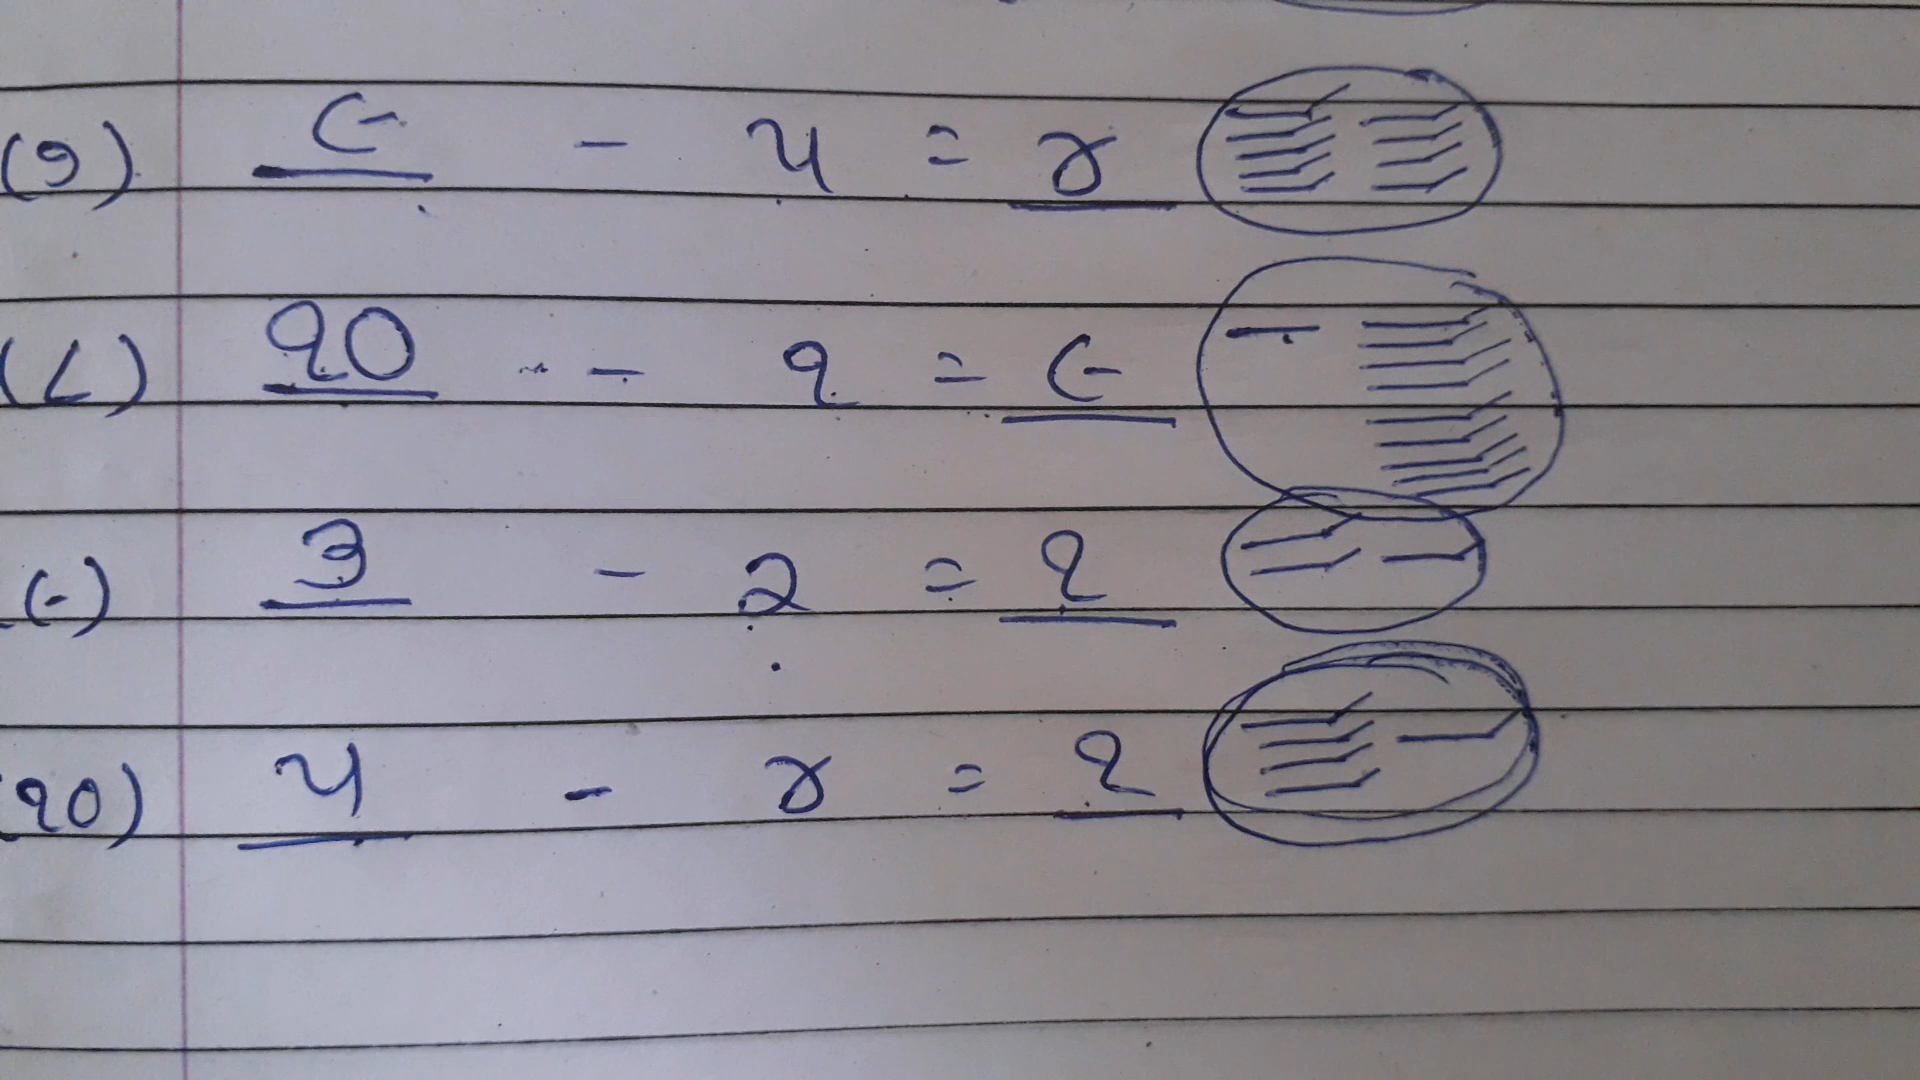 (૭) ૯ - ૫ = ૪
(૮) ૧૦ - ૧ = ૯
(૯) ૩ - ૨ = ૧
(૧૦) ૫ - ૪ = ૧